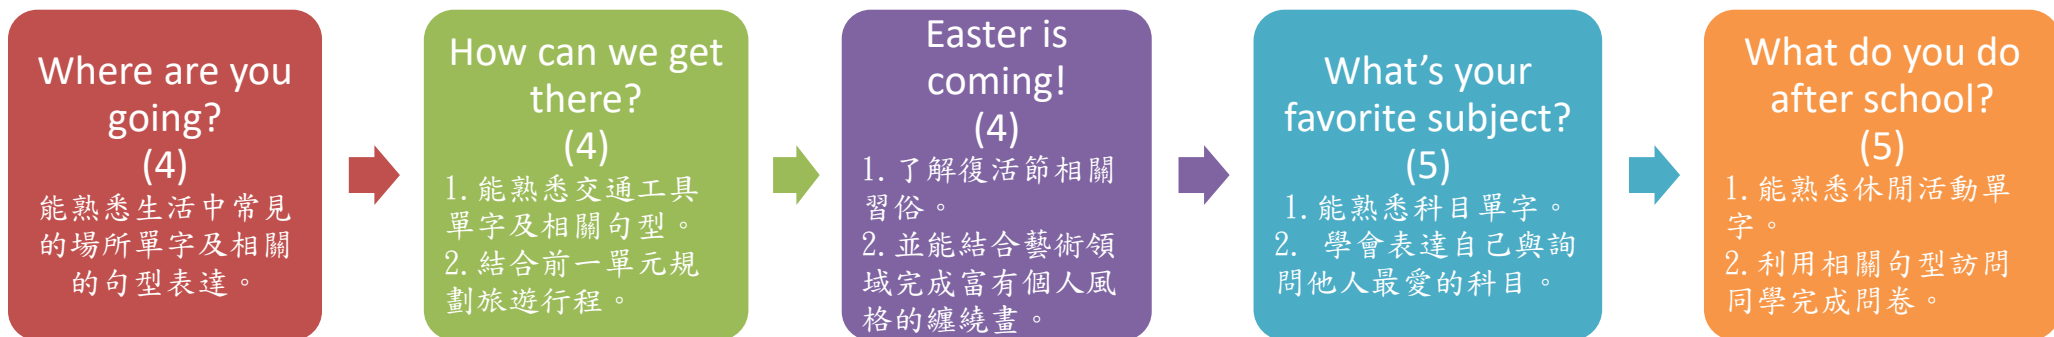 Where are you
going?
(4)
能熟悉生活中常見
的場所單字及相關
的句型表達。
How can we get
there?
(4)
1.能熟悉交通工具
單字及相關句型。
2.結合前一單元規
劃旅遊行程。
Easter is
coming!
(4)
1.了解復活節相關
習俗。
2.並能結合藝術領
域完成富有個人風
格的纏繞畫。
What’s your
favorite subject?
(5)
1.能熟悉科目單字。
2. 學會表達自己與詢
問他人最愛的科目。
What do you do
after school?
(5)
1.能熟悉休閒活動單
字。
2.利用相關句型訪問
同學完成問卷。